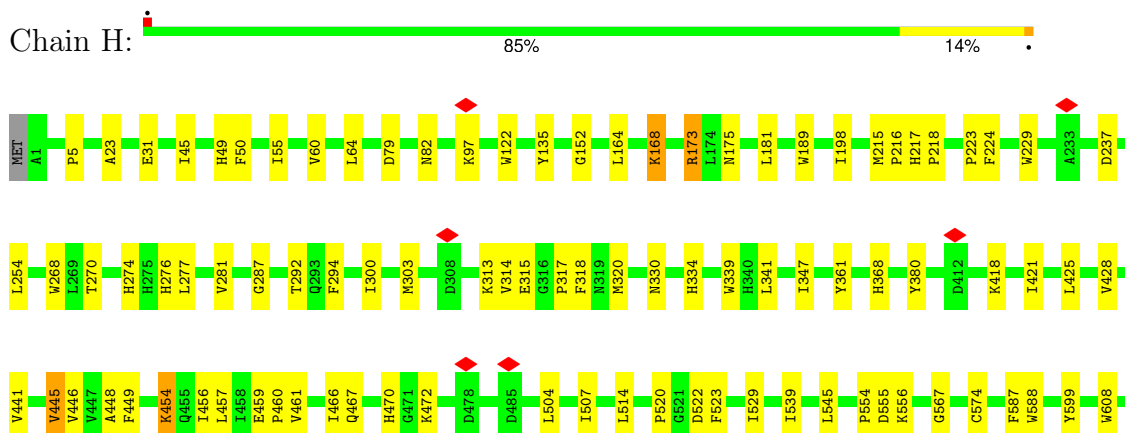 Chain H:
85% 14%
MET A1 P5 A23 E31 I45 H49 F50 I55 V60 L64 D79 N82 K97 W122 Y135 G152 L164 K168 R173 L174 N175 L181 W189 I198 M215 P216 H217 P218 P223 F224 W229 A233 D237
L254 W268 L269 T270 H274 H275 H276 L277 V281 G287 T292 Q293 F294 I300 M303 D308 K313 V314 E315 G316 P317 F318 N319 M320 N330 H334 W339 H340 L341 I347 Y361 H368 Y380 D412 K418 I421 L425 V428
V441 V445 V446 V447 A448 F449 K454 Q455 I456 L457 I458 E459 P460 V461 I466 Q467 H470 G471 K472 D478 D485 L504 I507 L514 P520 G521 D522 F523 I529 I539 L545 P554 D555 K556 G567 C574 F587 W588 Y599 W608